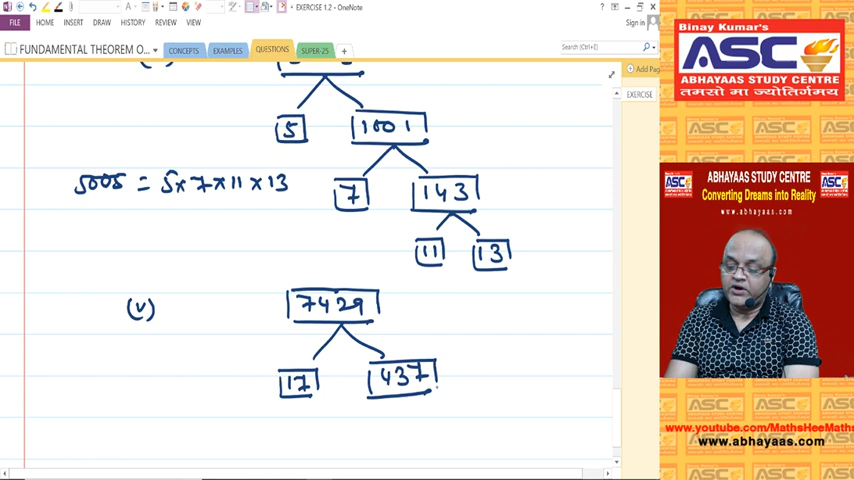 EXERCISE 1.2 - OneNote
FILE HOME INSERT DRAW HISTORY REVIEW VIEW
Sign in
FUNDAMENTAL THEOREM O... CONCEPTS EXAMPLES QUESTIONS SUPER-25 +
Search (Ctrl+E)
Add Pag
EXERCISE
5 1001
5005 = 5 x 7 x 11 x 13
7 143
11 13
(v) 7429
17 437
Binay Kumar's
ASC
ABHAYAAS STUDY CENTRE
तमसो मा ज्योतिर्गमय
ABHAYAAS STUDY CENTRE
ASC ASC
Converting Dreams into Reality
www.abhayaas.com
www.youtube.com/MathsHeeMaths
www.abhayaas.com